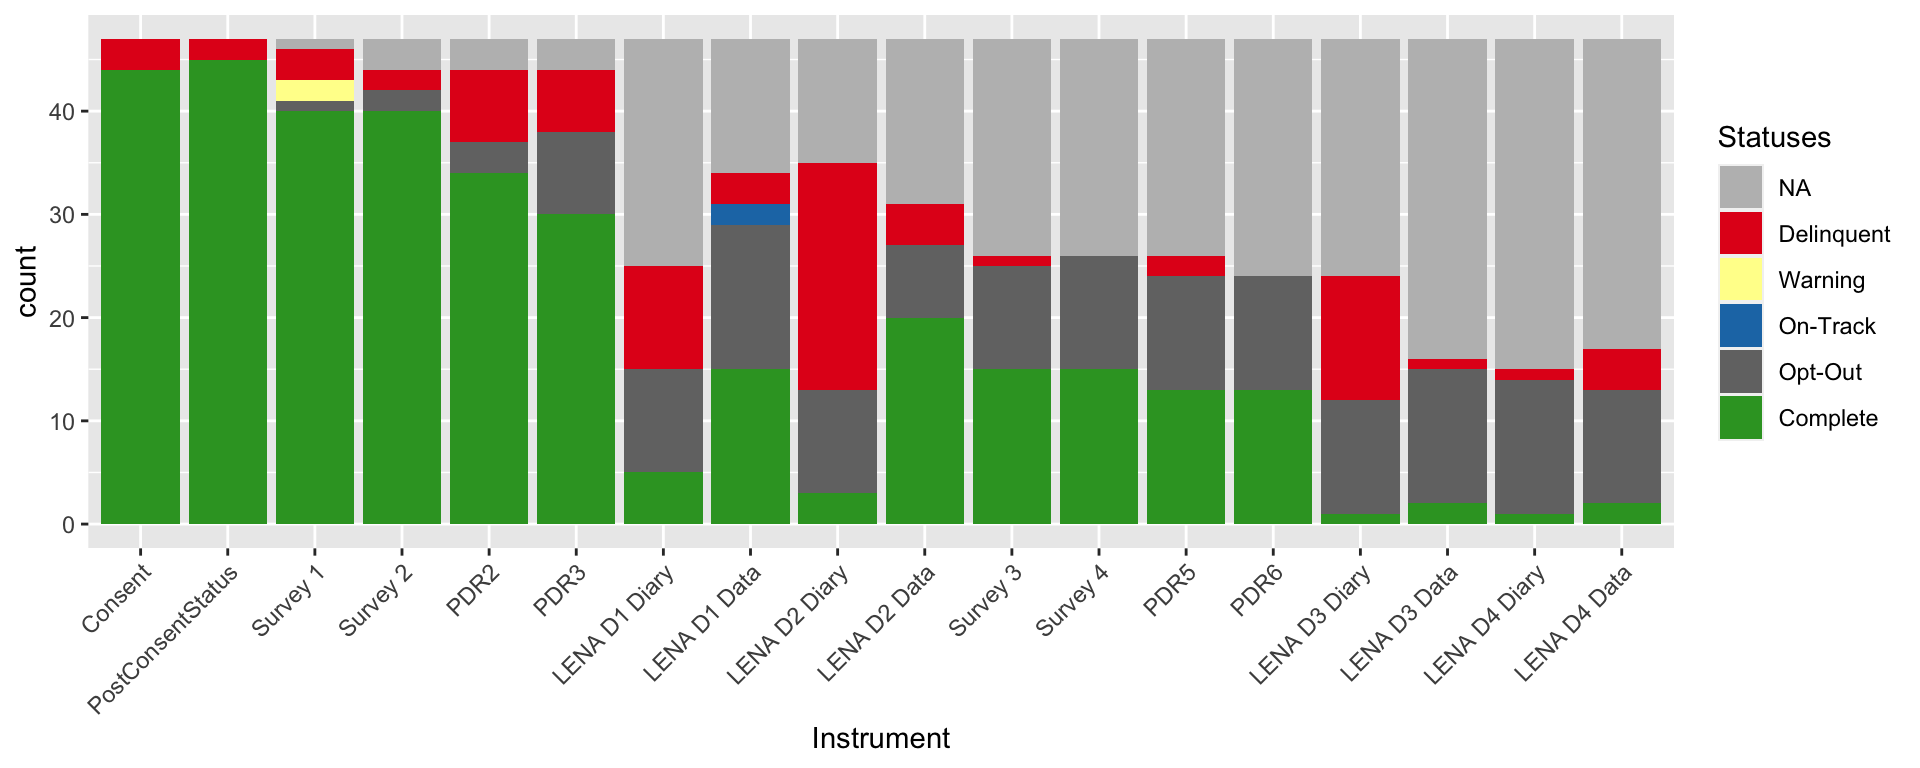 count
40
30
20
10
0
Consent
PostConsentStatus
Survey 1
Survey 2
PDR2
PDR3
LENA D1 Diary
LENA D1 Data
LENA D2 Diary
LENA D2 Data
Survey 3
Survey 4
PDR5
PDR6
LENA D3 Diary
LENA D3 Data
LENA D4 Diary
LENA D4 Data
Instrument
Statuses
NA
Delinquent
Warning
On-Track
Opt-Out
Complete